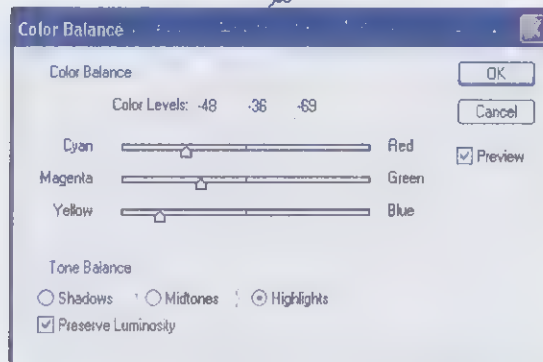 Color Balance
Color Balance
OK
Color Levels: -48 -36 -69
Cancel
Cyan Red
Preview
Magenta Green
Yellow Blue
Tone Balance
Shadows Midtones Highlights
Preserve Luminosity